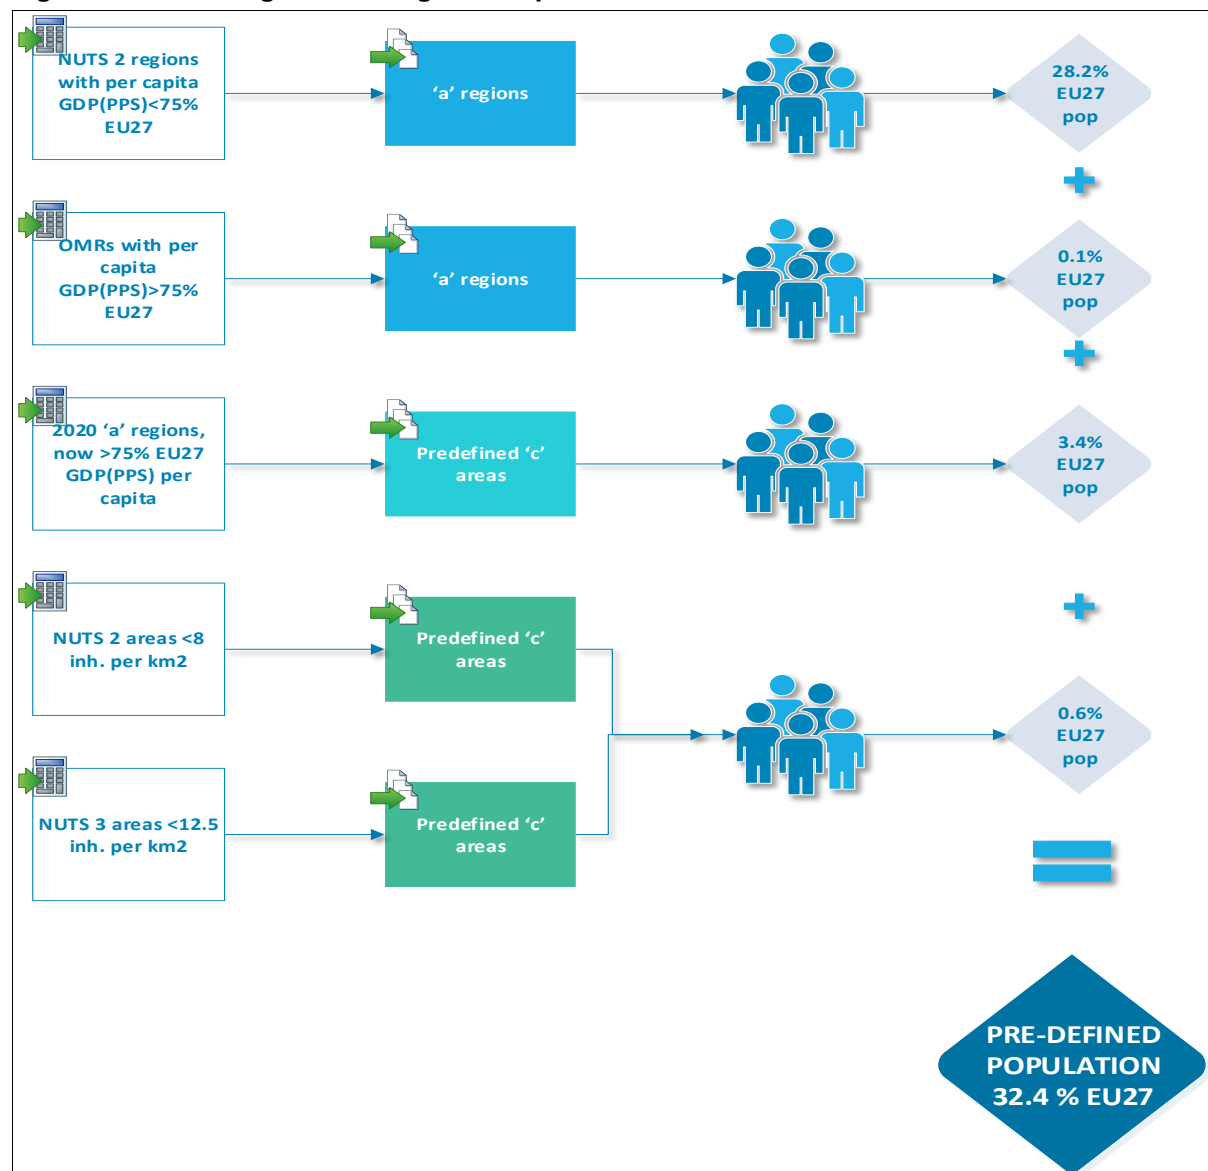 NUTS 2 regions
with per capita
GDP(PPS)<75%
EU27
‘a’ regions
28.2%
EU27
pop
OMRs with per
capita
GDP(PPS)>75%
EU27
‘a’ regions
0.1%
EU27
pop
2020 ‘a’ regions,
now >75% EU27
GDP(PPS) per
capita
Predefined ‘c’
areas
3.4%
EU27
pop
NUTS 2 areas <8
inh. per km2
Predefined ‘c’
areas
0.6%
EU27
pop
NUTS 3 areas <12.5
inh. per km2
Predefined ‘c’
areas
PRE-DEFINED
POPULATION
32.4 % EU27